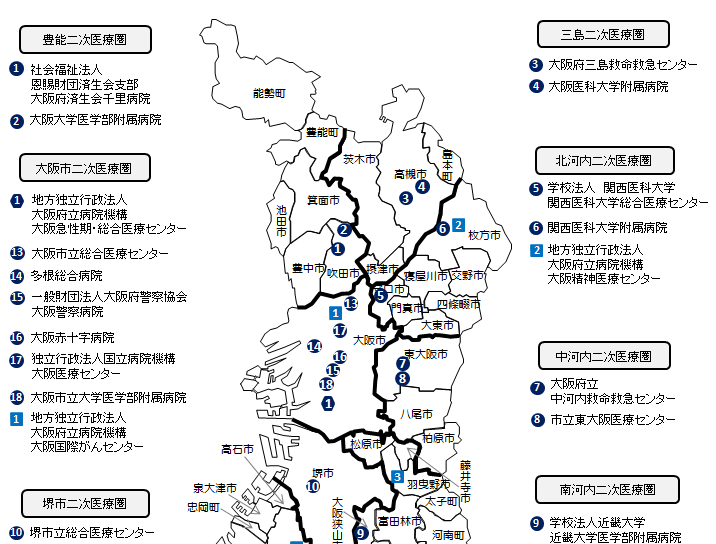 豊能二次医療圏
1 社会福祉法人
恩賜財団済生会支部
大阪府済生会千里病院
2 大阪大学医学部附属病院
大阪市二次医療圏
1 地方独立行政法人
大阪府立病院機構
大阪急性期・総合医療センター
13 大阪市立総合医療センター
14 多根総合病院
15 一般財団法人大阪府警察協会
大阪警察病院
16 大阪赤十字病院
17 独立行政法人国立病院機構
大阪医療センター
18 大阪市立大学医学部附属病院
1 地方独立行政法人
大阪府立病院機構
大阪国際がんセンター
堺市二次医療圏
10 堺市立総合医療センター
能勢町
豊能町
茨木市
島本町
高槻市
4
3
箕面市
池田市
2
1
6
2
枚方市
豊中市
吹田市
摂津市
寝屋川市
交野市
口市
5
門真市
四條畷市
大東市
13
1
17
大阪市
14
16
15
18
1
東大阪市
7
8
八尾市
柏原市
松原市
藤井寺市
3
羽曳野市
高石市
堺市
10
泉大津市
忠岡町
大阪狭山市
太子町
富田林市
9
河南町
三島二次医療圏
3 大阪府三島救命救急センター
4 大阪医科大学附属病院
北河内二次医療圏
5 学校法人 関西医科大学
関西医科大学総合医療センター
6 関西医科大学附属病院
2 地方独立行政法人
大阪府立病院機構
大阪精神医療センター
中河内二次医療圏
7 大阪府立
中河内救命救急センター
8 市立東大阪医療センター
南河内二次医療圏
9 学校法人近畿大学
近畿大学医学部附属病院